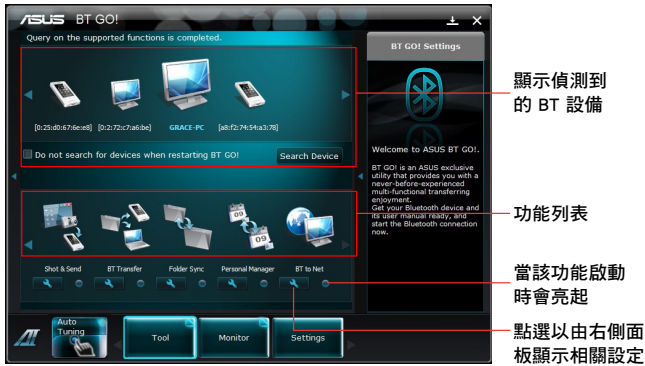 ASUS BT GO!
Query on the supported functions is completed.
BT GO! Settings
[0:25:d0:67:6e:e8] [0:2:72:c7:a6:be] GRACE-PC [a8:f2:74:54:a3:78]
Do not search for devices when restarting BT GO!
Search Device
Welcome to ASUS BT GO!.
BT GO! is an ASUS exclusive
utility that provides you with a
never-before-experienced
multi-functional transferring
enjoyment.
Get your Bluetooth device and
its user manual ready, and
start the Bluetooth connection
now.
09
09
Shot & Send BT Transfer Folder Sync Personal Manager BT to Net
Auto
Tuning
Tool
Monitor
Settings
顯示偵測到
的 BT 設備
功能列表
當該功能啟動
時會亮起
點選以由右側面
板顯示相關設定